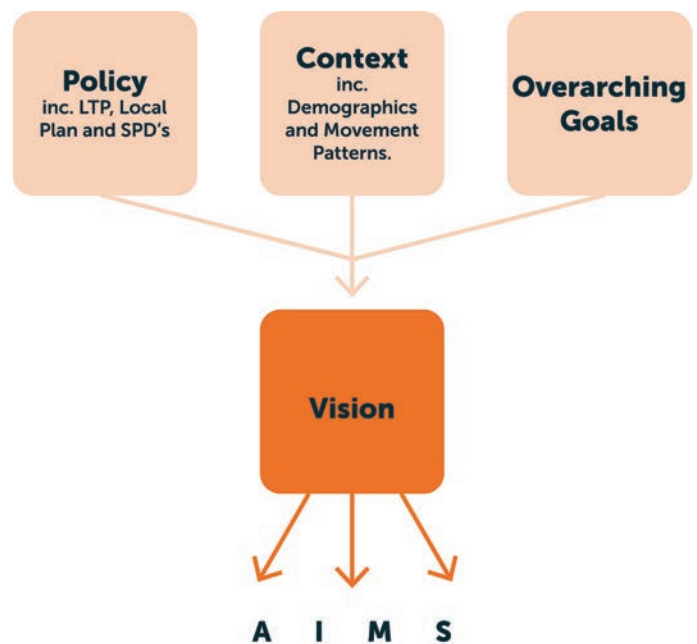 Policy
inc. LTP, Local
Plan and SPD's
Context
inc.
Demographics
and Movement
Patterns.
Overarching
Goals
Vision
A I M S